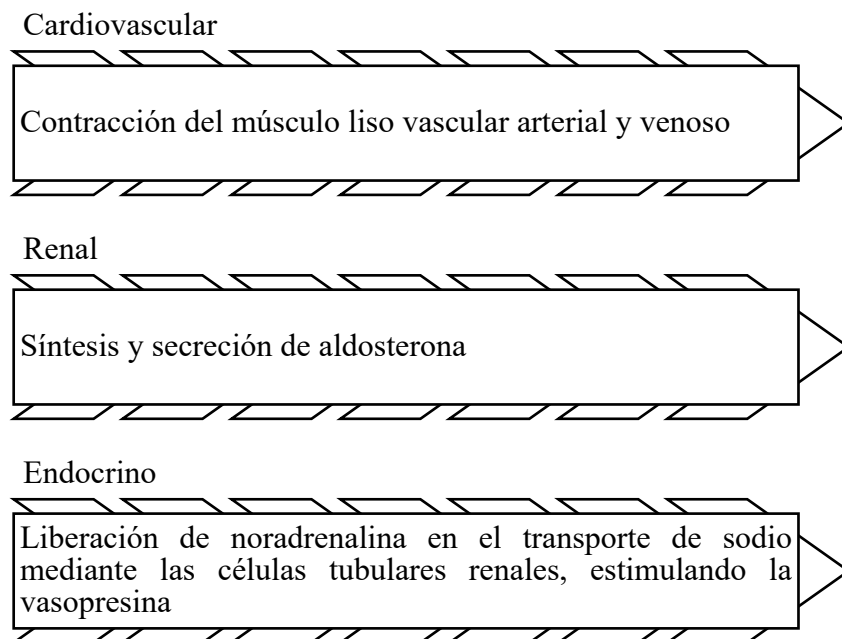 Cardiovascular
Contracción del músculo liso vascular arterial y venoso
Renal
Síntesis y secreción de aldosterona
Endocrino
Liberación de noradrenalina en el transporte de sodio
mediante las células tubulares renales, estimulando la
vasopresina